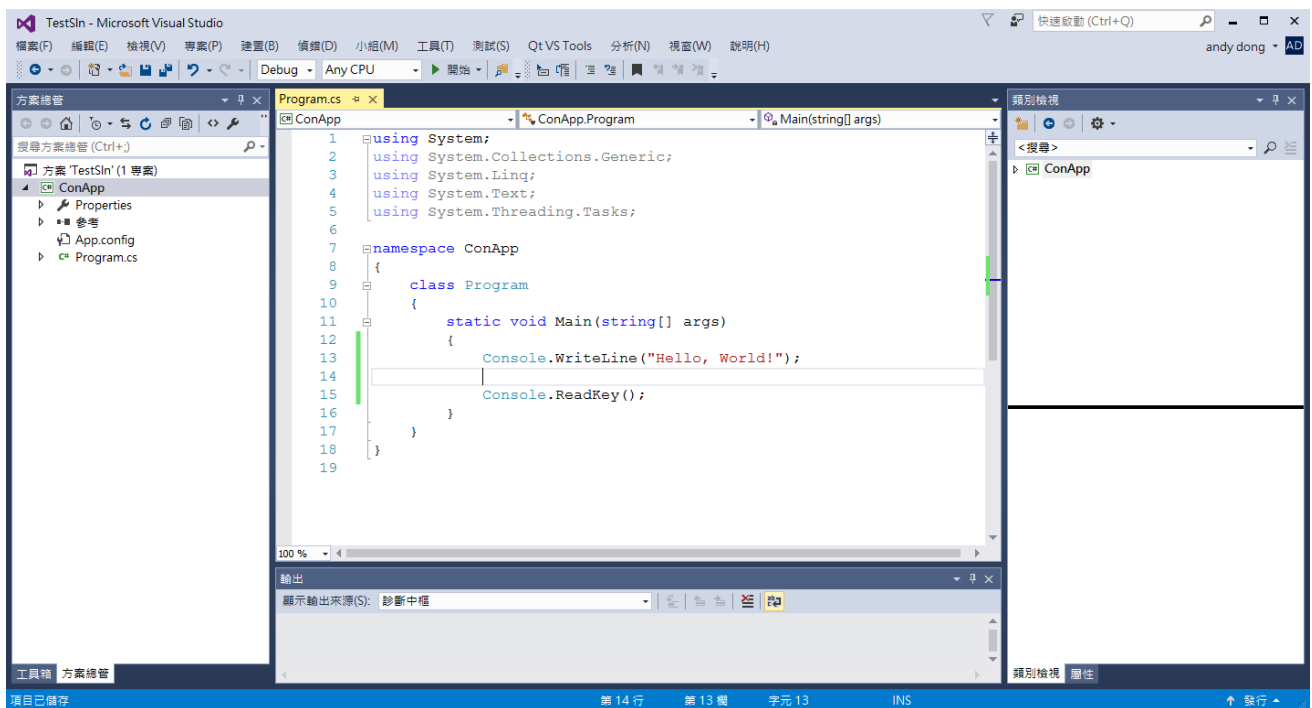 TestSln - Microsoft Visual Studio
快速啟動 (Ctrl+Q)
檔案(F) 編輯(E) 檢視(V) 專案(P) 建置(B) 偵錯(D) 小組(M) 工具(T) 測試(S) Qt VS Tools 分析(N) 視窗(W) 說明(H)
andy dong AD
Debug Any CPU 開始
方案總管
搜尋方案總管 (Ctrl+;)
方案 'TestSln' (1 專案)
C# ConApp
Properties
參考
App.config
C# Program.cs
工具箱 方案總管
Program.cs
C# ConApp ConApp.Program Main(string[] args)
1 using System;
2 using System.Collections.Generic;
3 using System.Linq;
4 using System.Text;
5 using System.Threading.Tasks;
6
7 namespace ConApp
8 {
9 class Program
10 {
11 static void Main(string[] args)
12 {
13 Console.WriteLine("Hello, World!");
14
15 Console.ReadKey();
16 }
17 }
18 }
19
100 %
輸出
顯示輸出來源(S): 診斷中樞
類別檢視
<搜尋>
C# ConApp
類別檢視 屬性
項目已儲存 第 14 行 第 13 欄 字元 13 INS 發行